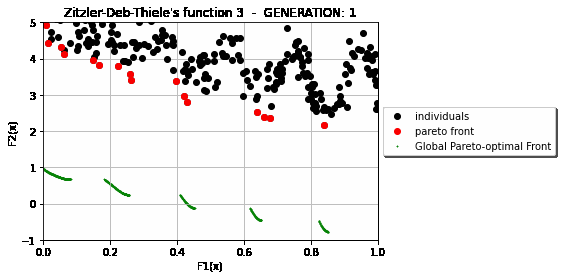 Zitzler-Deb-Thiele's function 3 - GENERATION: 1
5
4
3
2
1
0
−1
F2(x)
0.0 0.2 0.4 0.6 0.8 1.0
F1(x)
individuals
pareto front
Global Pareto-optimal Front